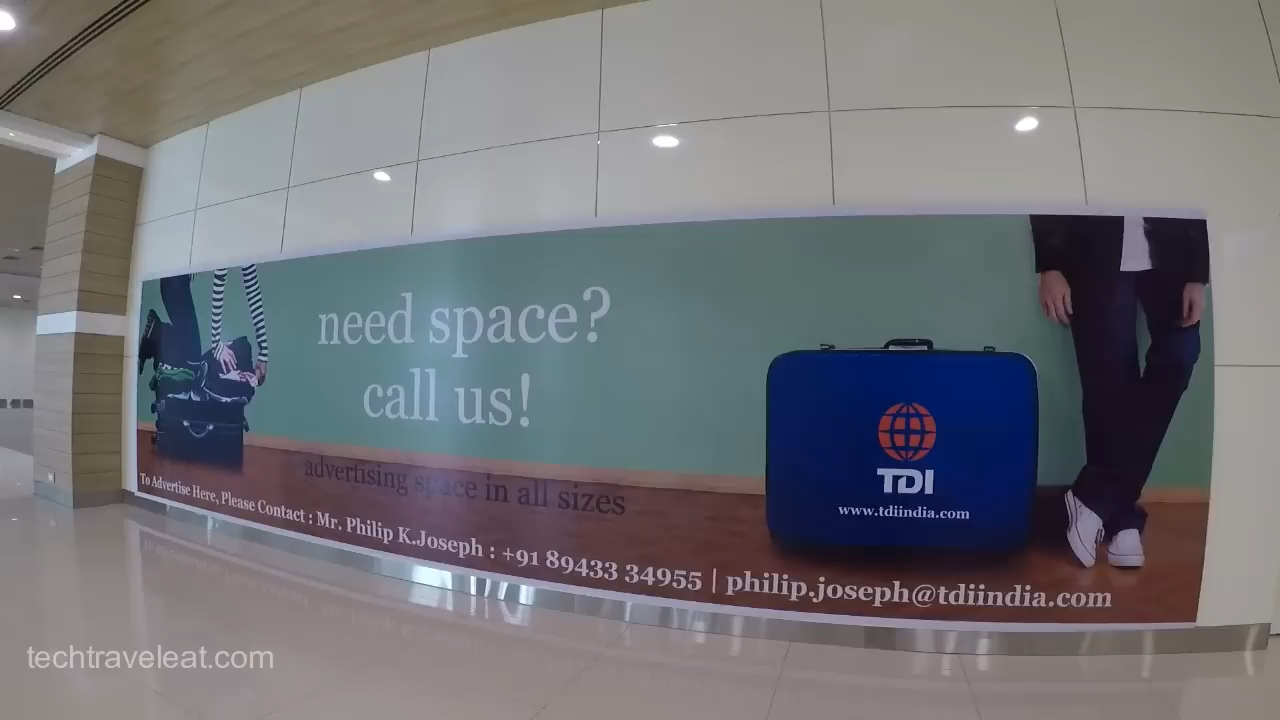 need space?
call us!
advertising space in all sizes
To Advertise Here, Please Contact : Mr. Philip K.Joseph : +91 89433 34955 | philip.joseph@tdiindia.com
TDI
www.tdiindia.com
techtraveleat.com